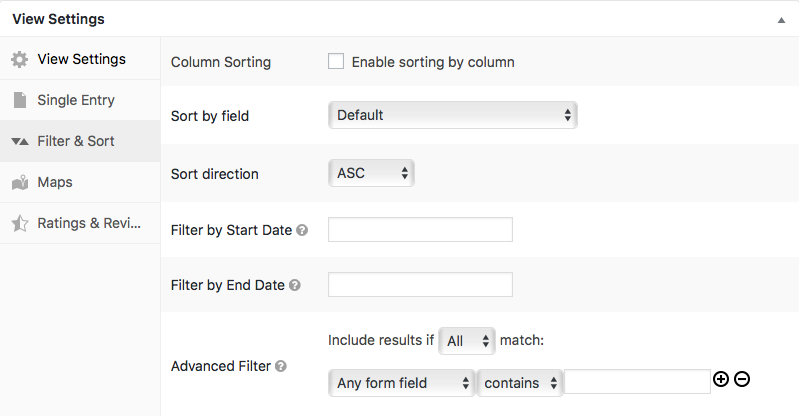 View Settings
View Settings
Single Entry
Filter & Sort
Maps
Ratings & Revi...
Column Sorting Enable sorting by column
Sort by field Default
Sort direction ASC
Filter by Start Date ?
Filter by End Date ?
Include results if All match:
Advanced Filter ?
Any form field contains